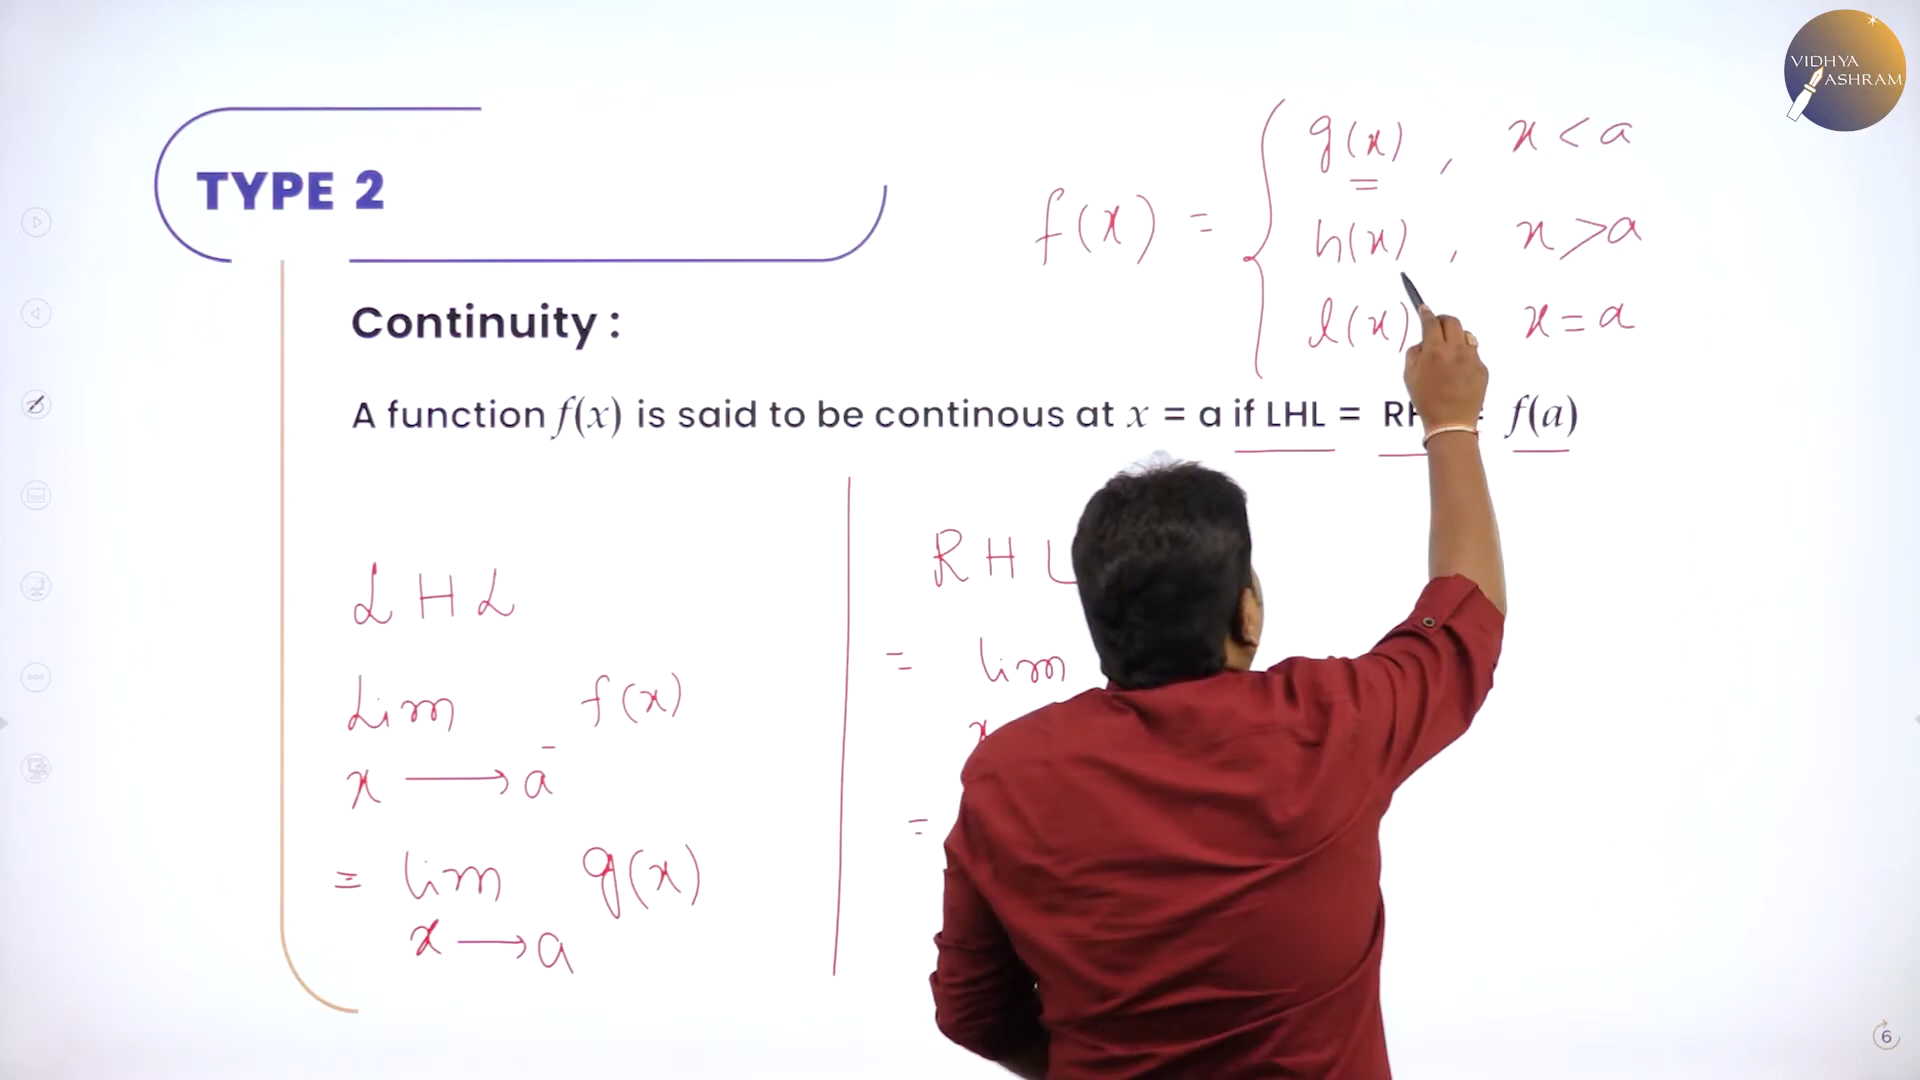 VIDHYA
ASHRAM
TYPE 2
f(x) = { g(x) , x < a
h(x) , x > a
l(x) x = a
Continuity :
A function f(x) is said to be continous at x = a if LHL = = f(a)
LHL
Lim f(x)
x → a⁻
= lim g(x)
x → a
RHL
= lim
x
=
6